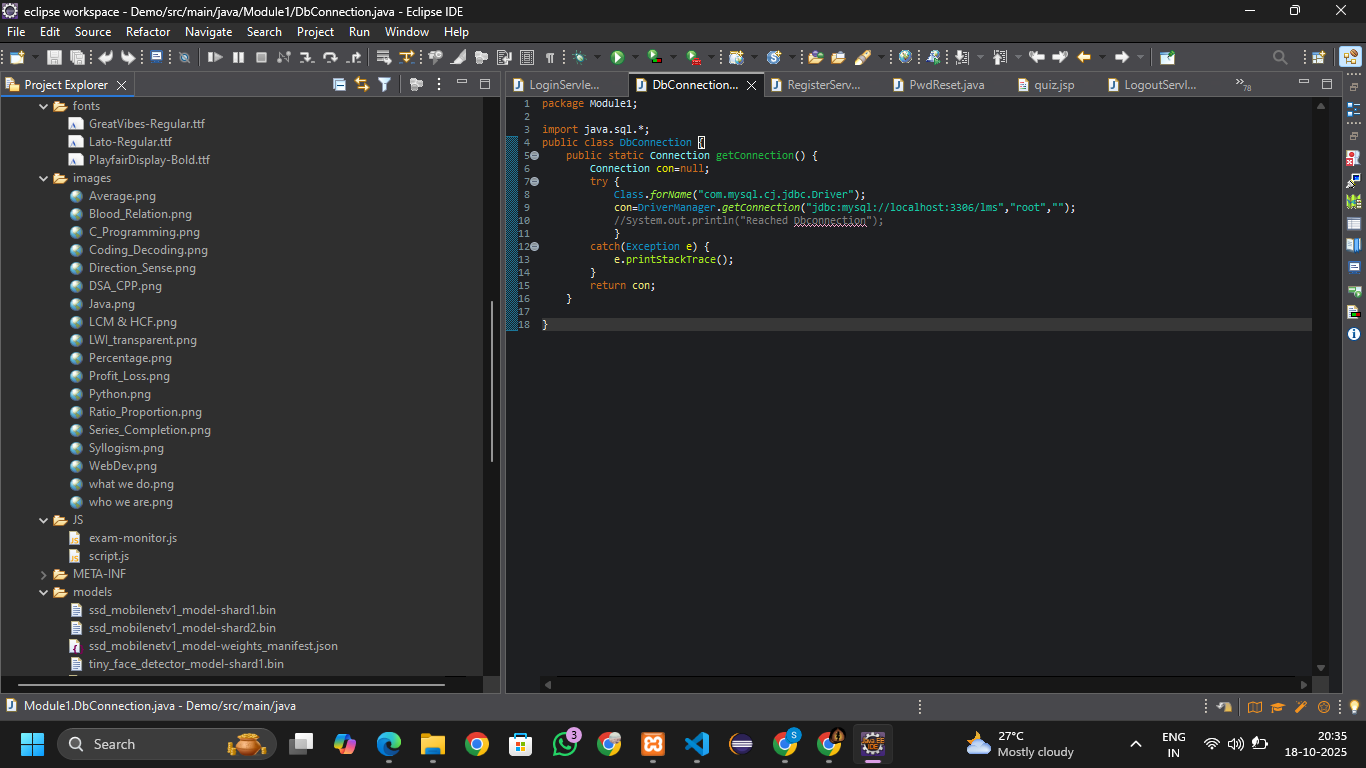 eclipse workspace - Demo/src/main/java/Module1/DbConnection.java - Eclipse IDE
File Edit Source Refactor Navigate Search Project Run Window Help
Project Explorer
fonts
GreatVibes-Regular.ttf
Lato-Regular.ttf
PlayfairDisplay-Bold.ttf
images
Average.png
Blood_Relation.png
C_Programming.png
Coding_Decoding.png
Direction_Sense.png
DSA_CPP.png
Java.png
LCM & HCF.png
LWI_transparent.png
Percentage.png
Profit_Loss.png
Python.png
Ratio_Proportion.png
Series_Completion.png
Syllogism.png
WebDev.png
what we do.png
who we are.png
JS
exam-monitor.js
script.js
META-INF
models
ssd_mobilenetv1_model-shard1.bin
ssd_mobilenetv1_model-shard2.bin
ssd_mobilenetv1_model-weights_manifest.json
tiny_face_detector_model-shard1.bin
LoginServle... DbConnection... RegisterServ... PwdReset.java quiz.jsp LogoutServl... »78
1 package Module1;
2
3 import java.sql.*;
4 public class DbConnection {
5 public static Connection getConnection() {
6 Connection con=null;
7 try {
8 Class.forName("com.mysql.cj.jdbc.Driver");
9 con=DriverManager.getConnection("jdbc:mysql://localhost:3306/lms","root","");
10 //System.out.println("Reached Dbconnection");
11 }
12 catch(Exception e) {
13 e.printStackTrace();
14 }
15 return con;
16 }
17
18 }
Module1.DbConnection.java - Demo/src/main/java
Search
3
S
JAVA EE
IDE
27°C
Mostly cloudy
ENG
IN
20:35
18-10-2025